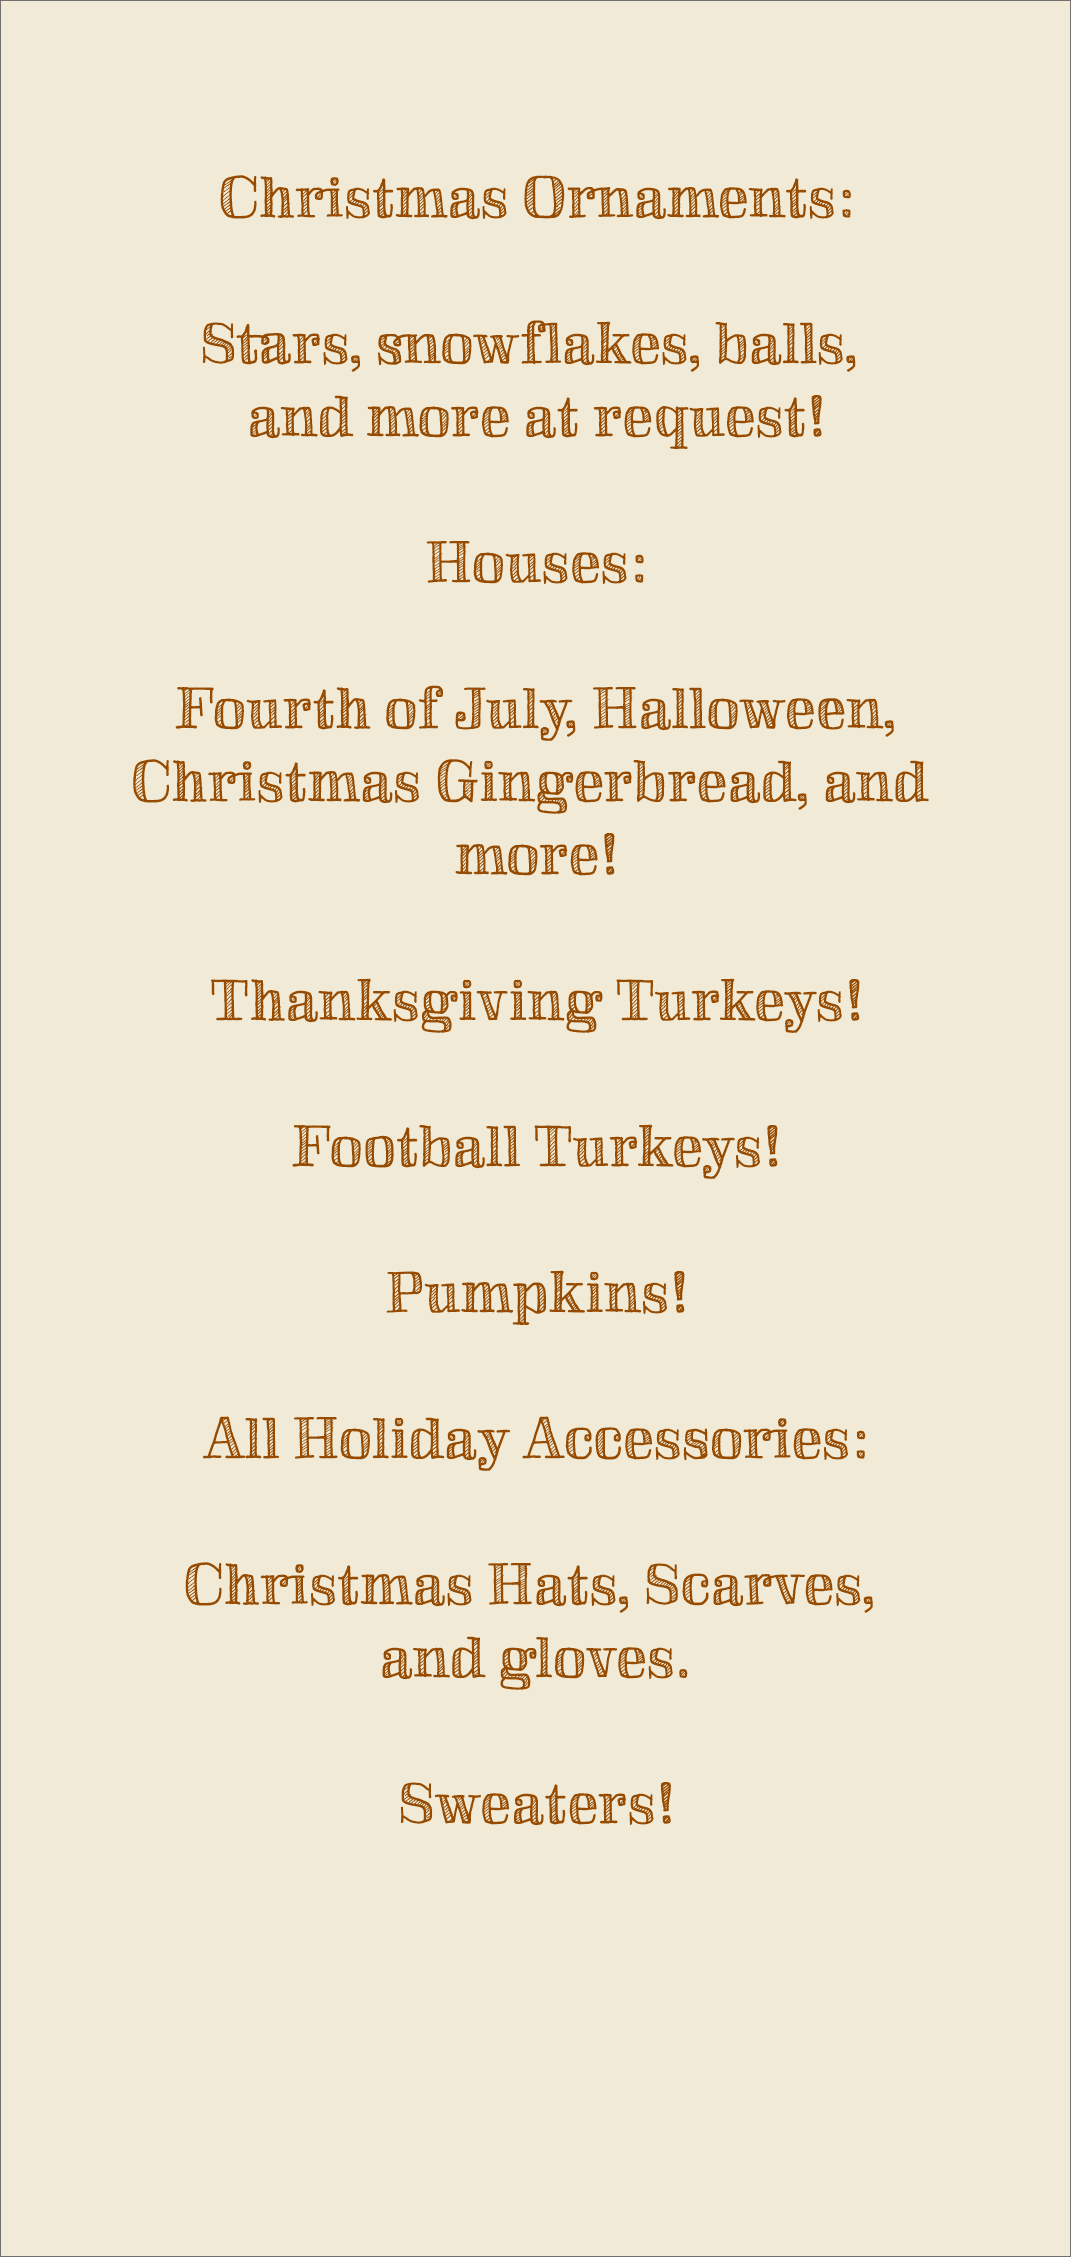 Christmas Ornaments:
Stars, snowflakes, balls,
and more at request!
Houses:
Fourth of July, Halloween,
Christmas Gingerbread, and
more!
Thanksgiving Turkeys!
Football Turkeys!
Pumpkins!
All Holiday Accessories:
Christmas Hats, Scarves,
and gloves.
Sweaters!